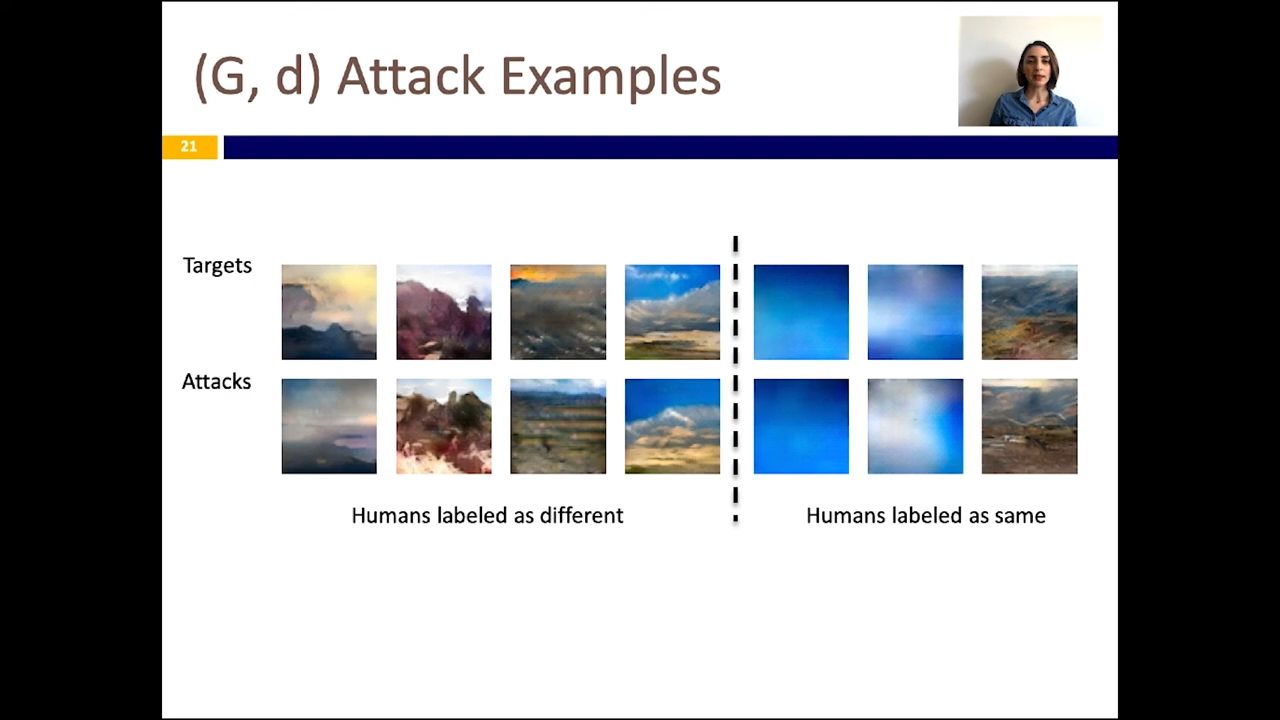 (G, d) Attack Examples
21
Targets
Attacks
Humans labeled as different
Humans labeled as same